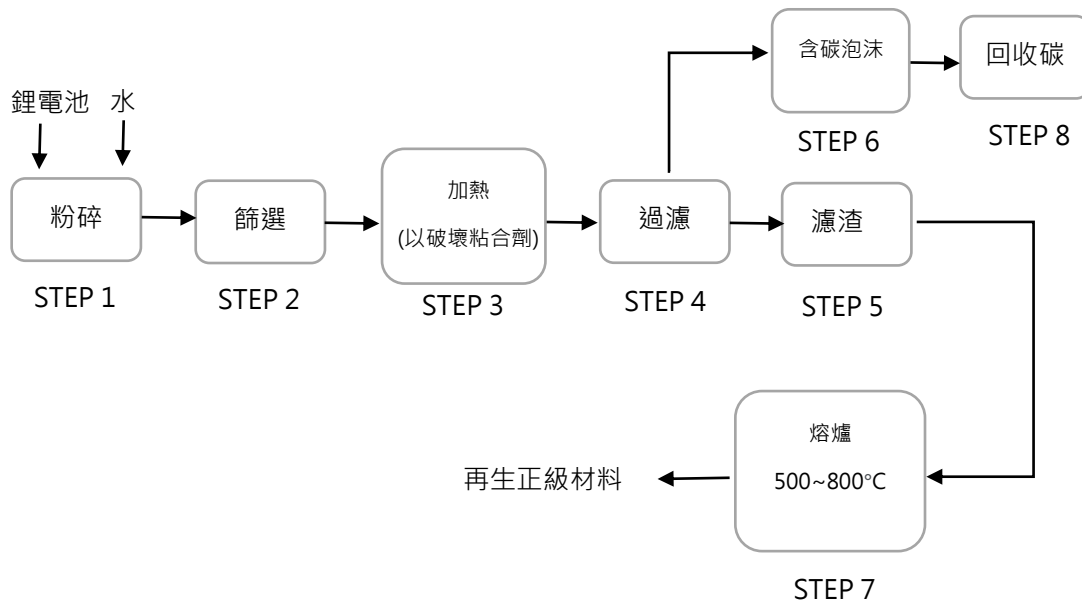 含碳泡沫
回收碳
STEP 6
STEP 8
鋰電池
水
粉碎
篩選
加熱
(以破壞粘合劑)
過濾
濾渣
STEP 1
STEP 2
STEP 3
STEP 4
STEP 5
熔爐
500~800°C
再生正級材料
STEP 7